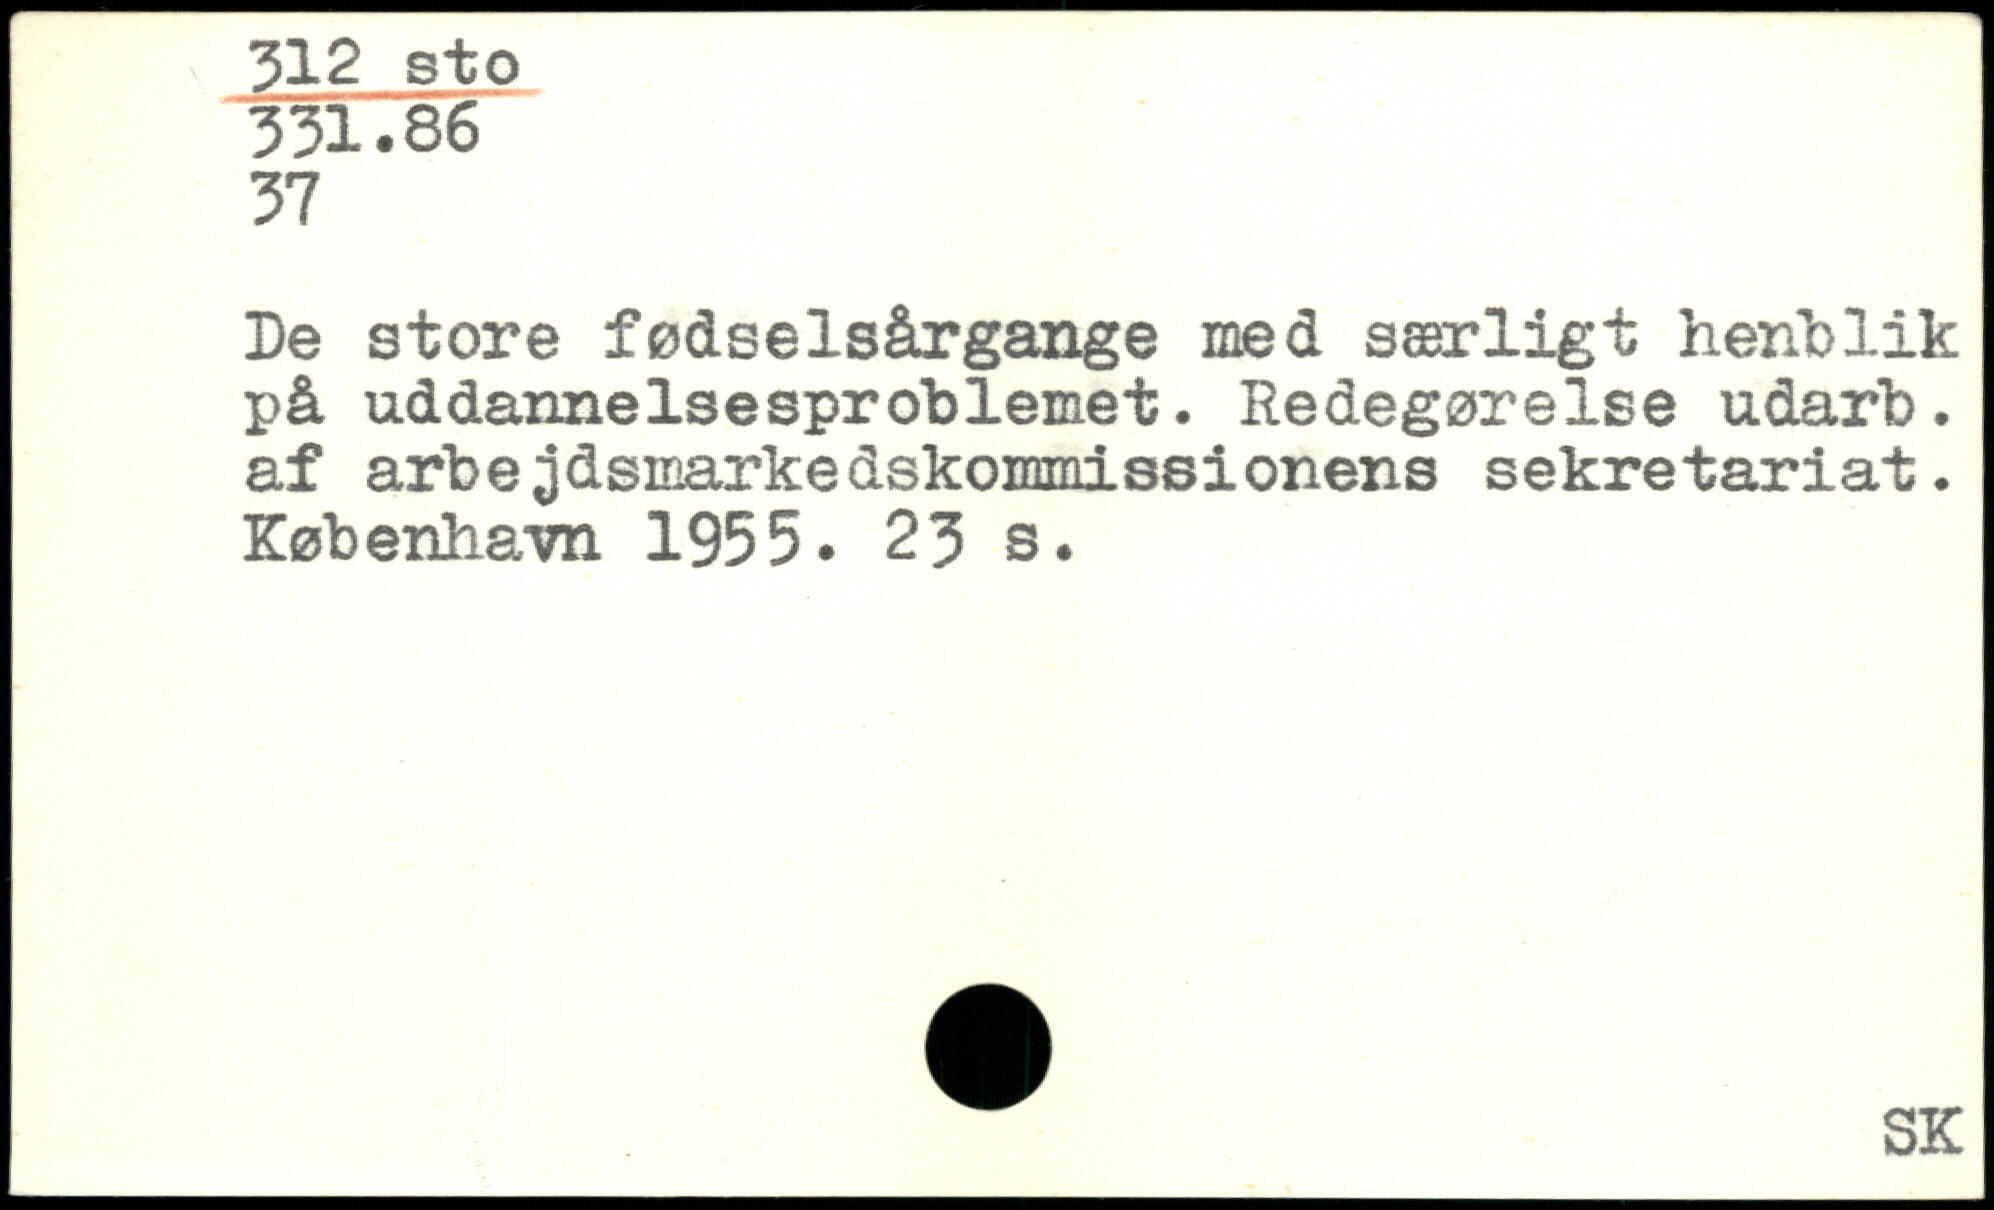 312 sto
331.86
37
De store fødselsårgange med særligt henblik
på uddannelsesproblemet. Redegørelse udarb.
af arbejdsmarkedskommissionens sekretariat.
København 1955. 23 s.
SK